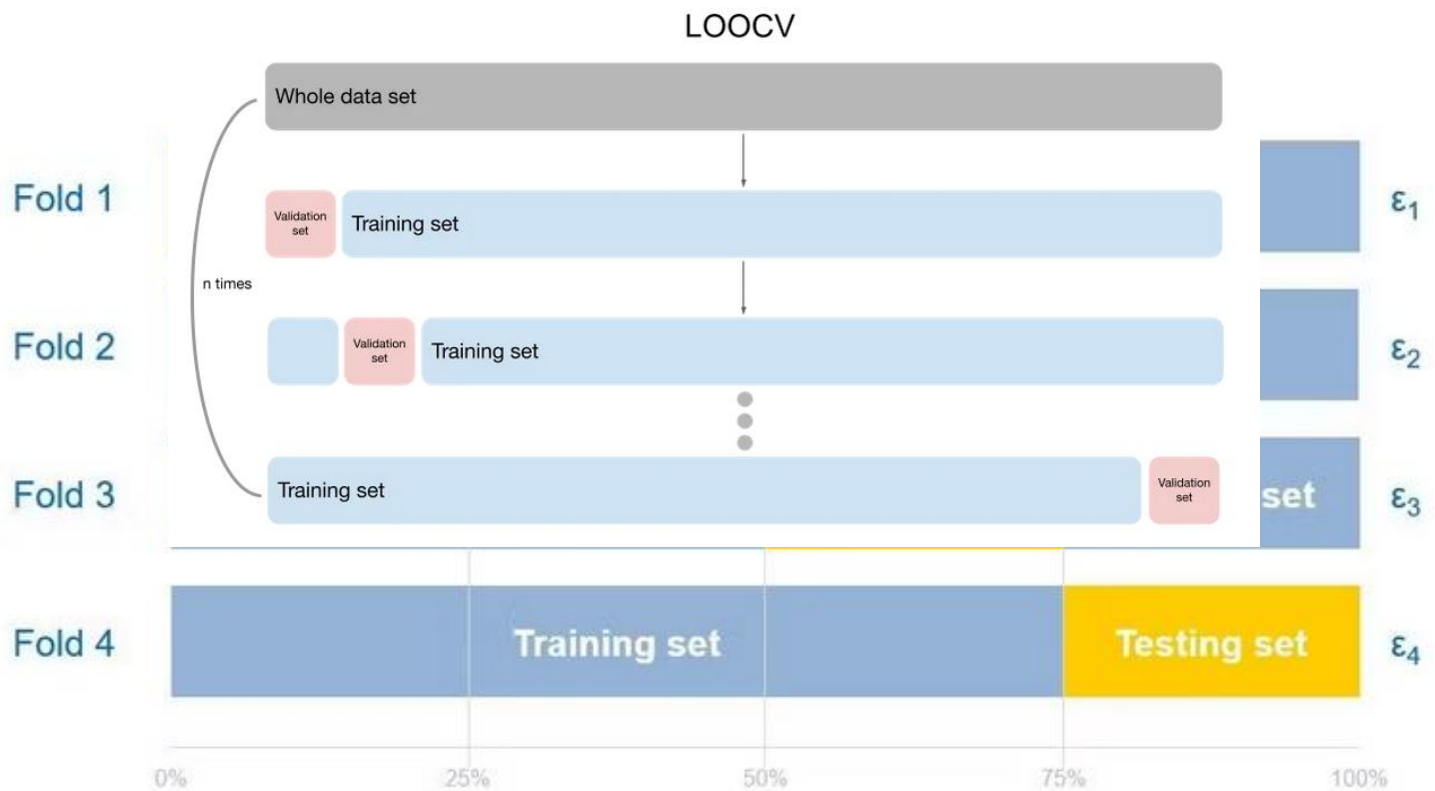 LOOCV
Whole data set
Fold 1
Validation
set
Training set
ε1
n times
Fold 2
Validation
set
Training set
ε2
Fold 3
Training set
Validation
set
set
ε3
Fold 4
Training set
Testing set
ε4
0%
25%
50%
75%
100%